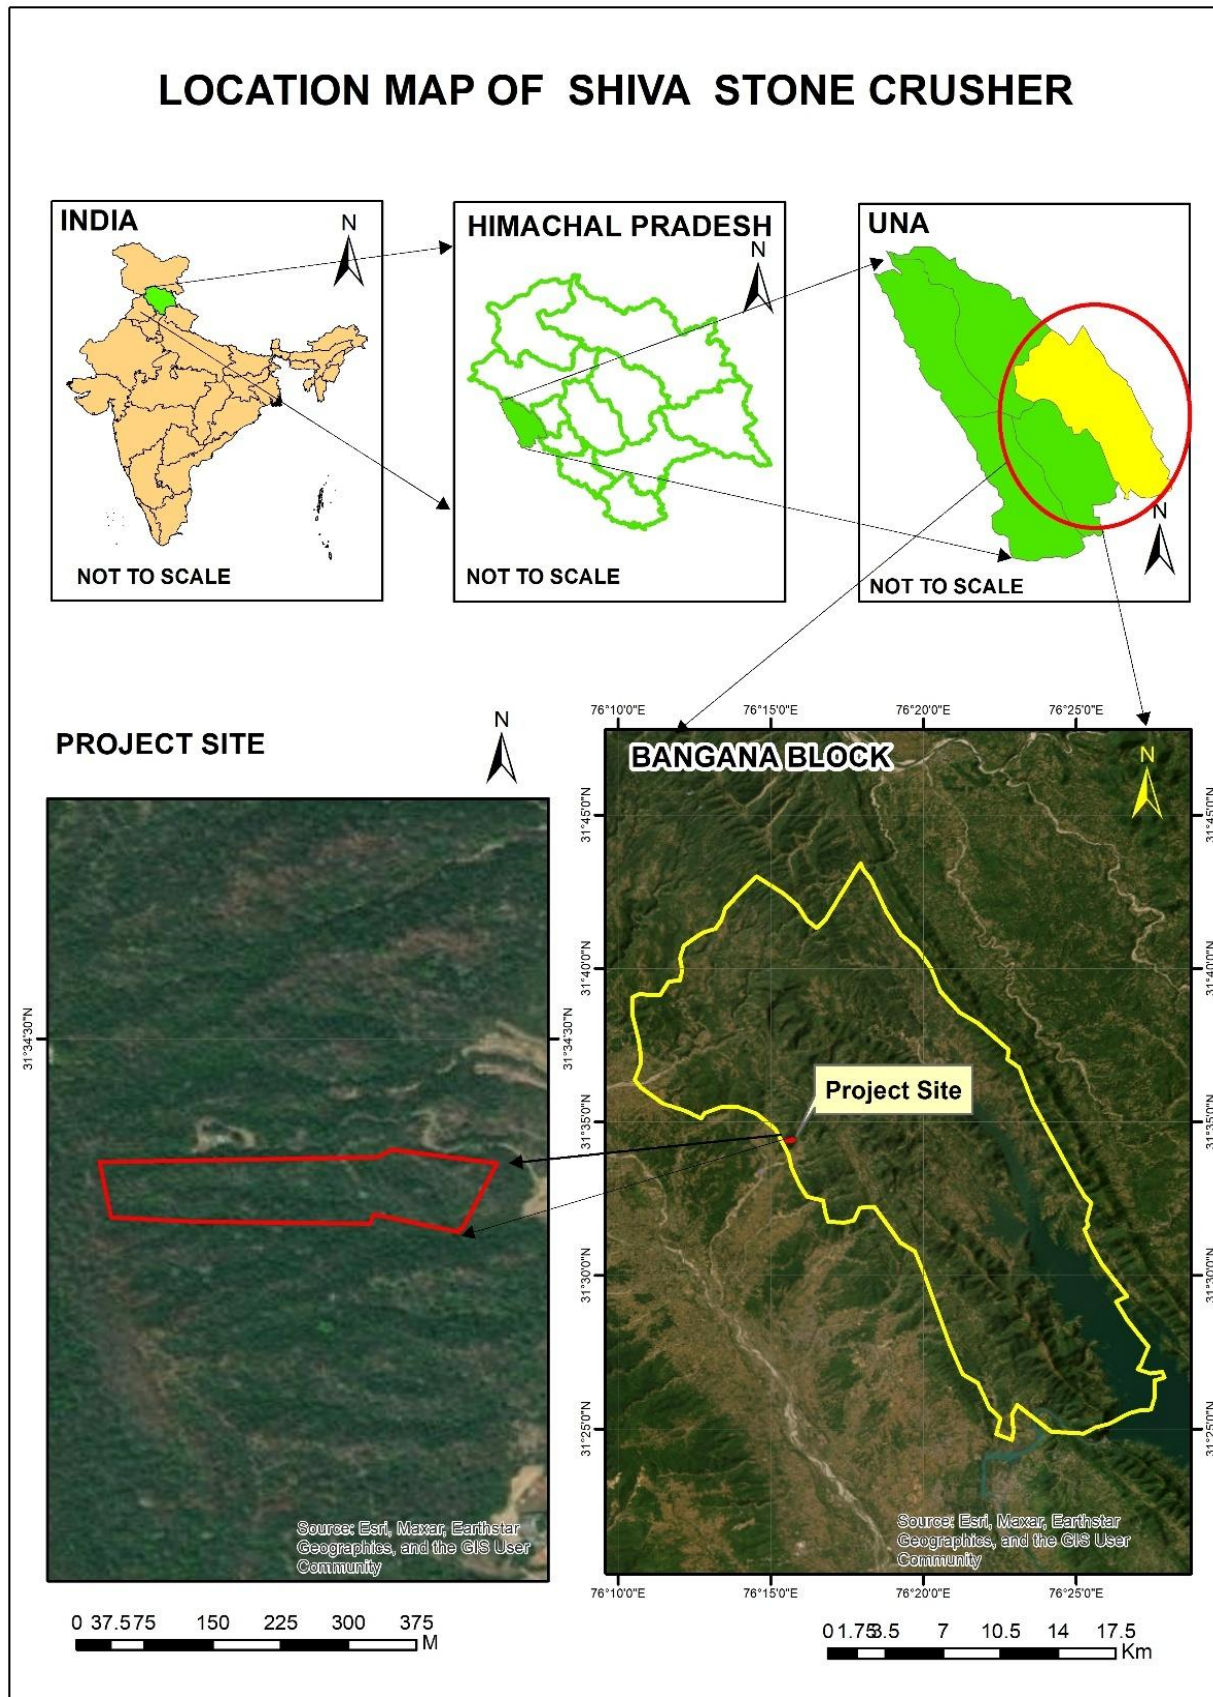 LOCATION MAP OF SHIVA STONE CRUSHER
INDIA
N
NOT TO SCALE
HIMACHAL PRADESH
N
NOT TO SCALE
UNA
N
NOT TO SCALE
PROJECT SITE
N
31°34'30"N
31°34'30"N
Source: Esri, Maxar, Earthstar
Geographics, and the GIS User
Community
0 37.5 75 150 225 300 375
M
76°10'0"E 76°15'0"E 76°20'0"E 76°25'0"E
BANGANA BLOCK
N
31°45'0"N
31°45'0"N
31°40'0"N
31°40'0"N
Project Site
31°35'0"N
31°35'0"N
31°30'0"N
31°30'0"N
31°25'0"N
31°25'0"N
Source: Esri, Maxar, Earthstar
Geographics, and the GIS User
Community
76°10'0"E 76°15'0"E 76°20'0"E 76°25'0"E
0 1.75 3.5 7 10.5 14 17.5
Km